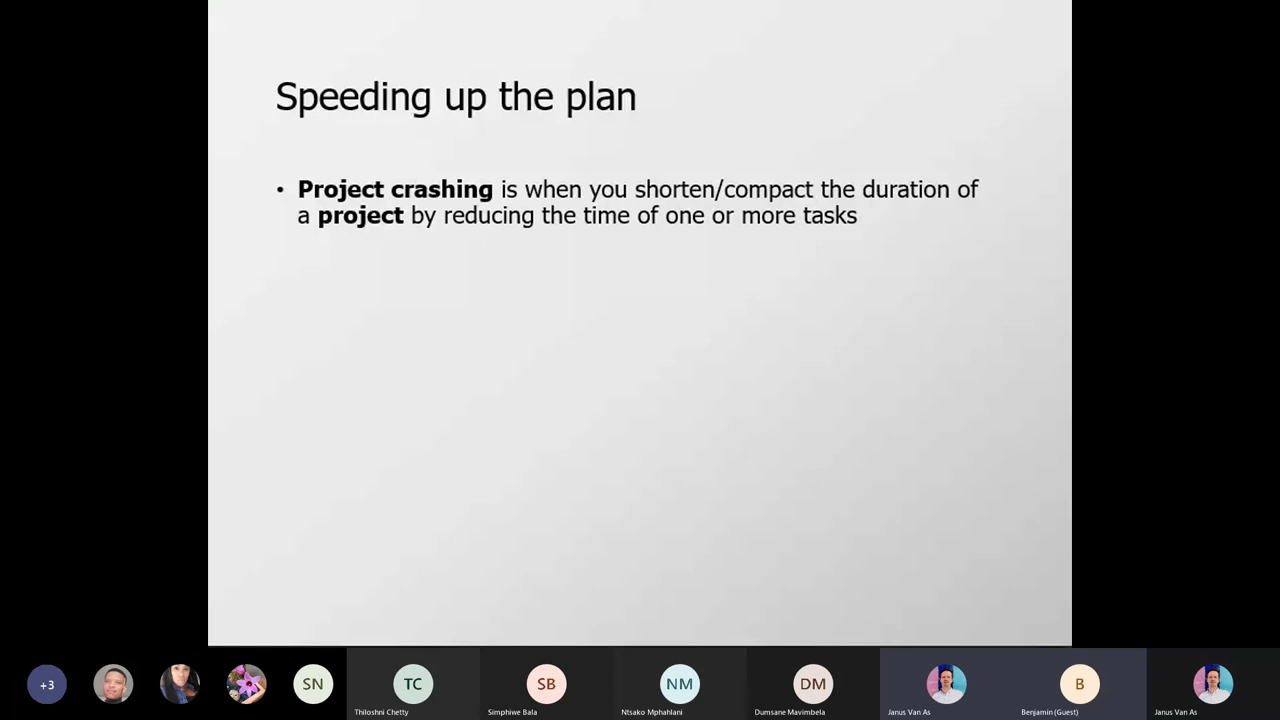 Speeding up the plan
• Project crashing is when you shorten/compact the duration of
a project by reducing the time of one or more tasks
+3
SN
TC
SB
NM
DM
B
Thiloshni Chetty
Simphiwe Bala
Ntsako Mphahlani
Dumsane Mavimbela
Janus Van As
Benjamin (Guest)
Janus Van As